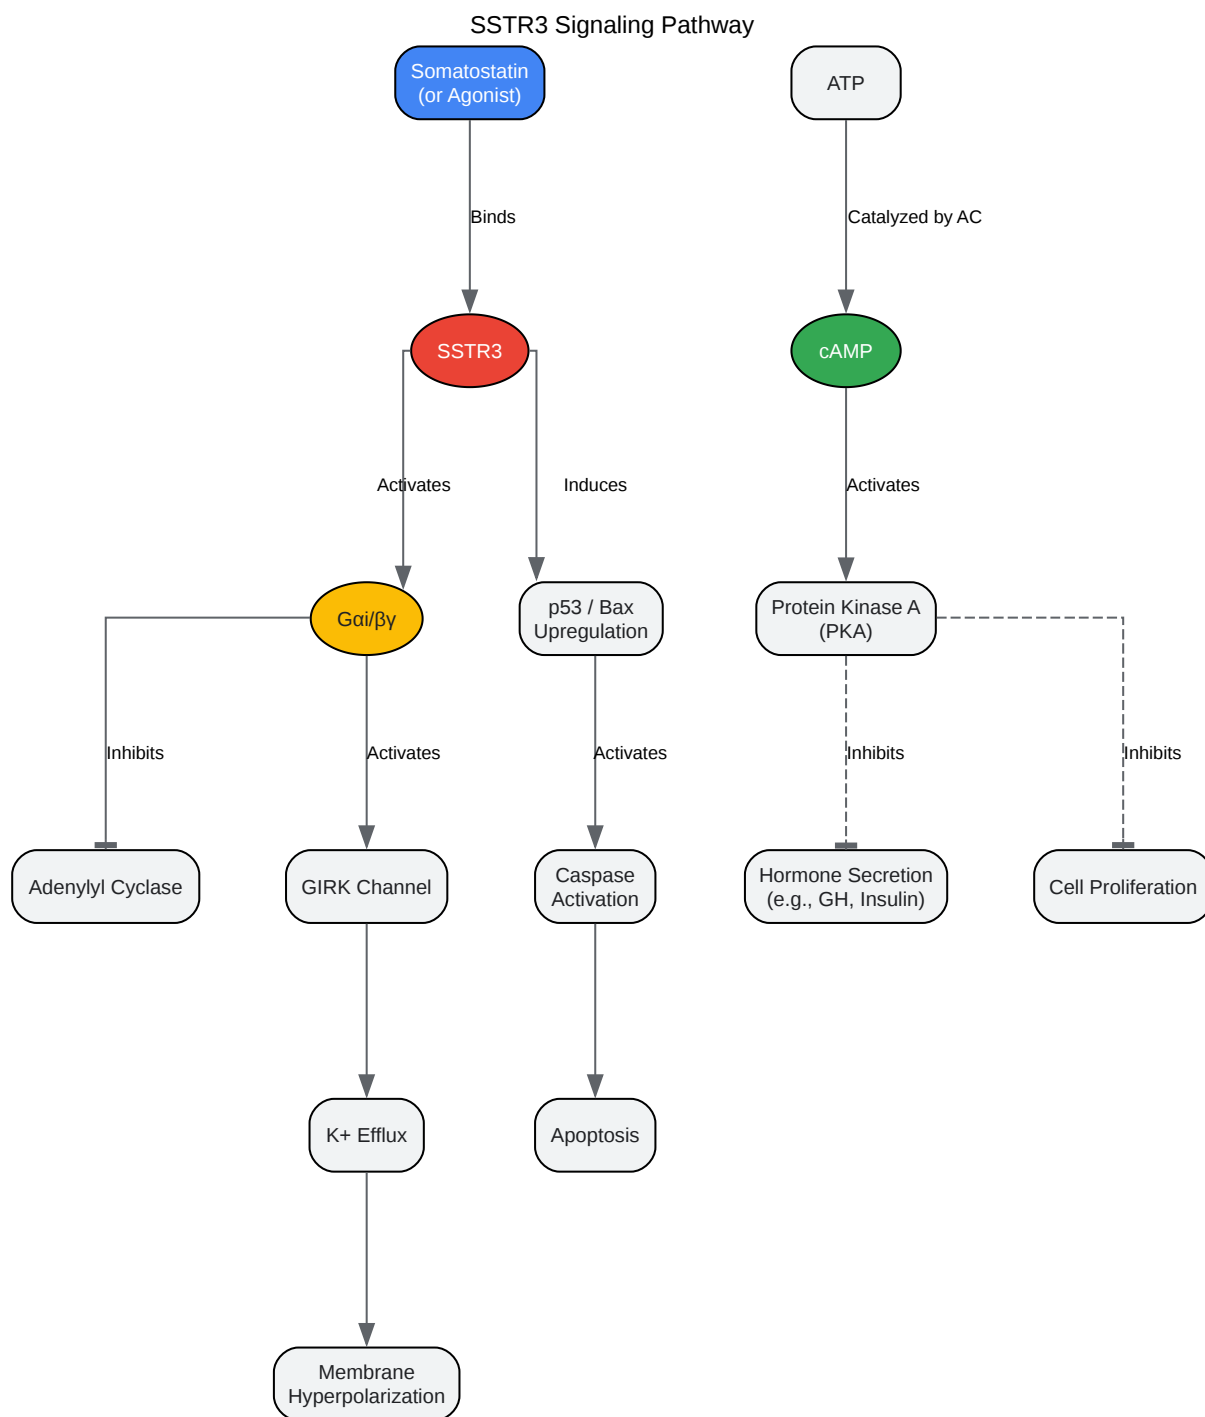 SSTR3 Signaling Pathway
Somatostatin
(or Agonist)
ATP
Binds
Catalyzed by AC
SSTR3
cAMP
Activates
Induces
Activates
Gαi/βγ
p53 / Bax
Upregulation
Protein Kinase A
(PKA)
Inhibits
Activates
Activates
Inhibits
Inhibits
Adenylyl Cyclase
GIRK Channel
Caspase
Activation
Hormone Secretion
(e.g., GH, Insulin)
Cell Proliferation
K+ Efflux
Apoptosis
Membrane
Hyperpolarization